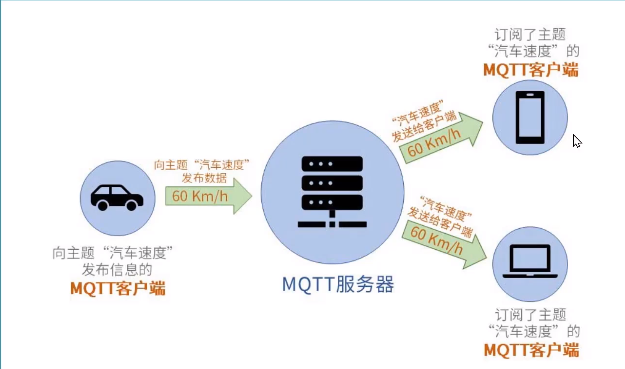 订阅了主题
“汽车速度”的
MQTT客户端
“汽车速度”
发送给客户端
60 Km/h
向主题“汽车速度”
发布数据
60 Km/h
“汽车速度”
发送给客户端
60 Km/h
向主题“汽车速度”
发布信息的
MQTT客户端
MQTT服务器
订阅了主题
“汽车速度”的
MQTT客户端